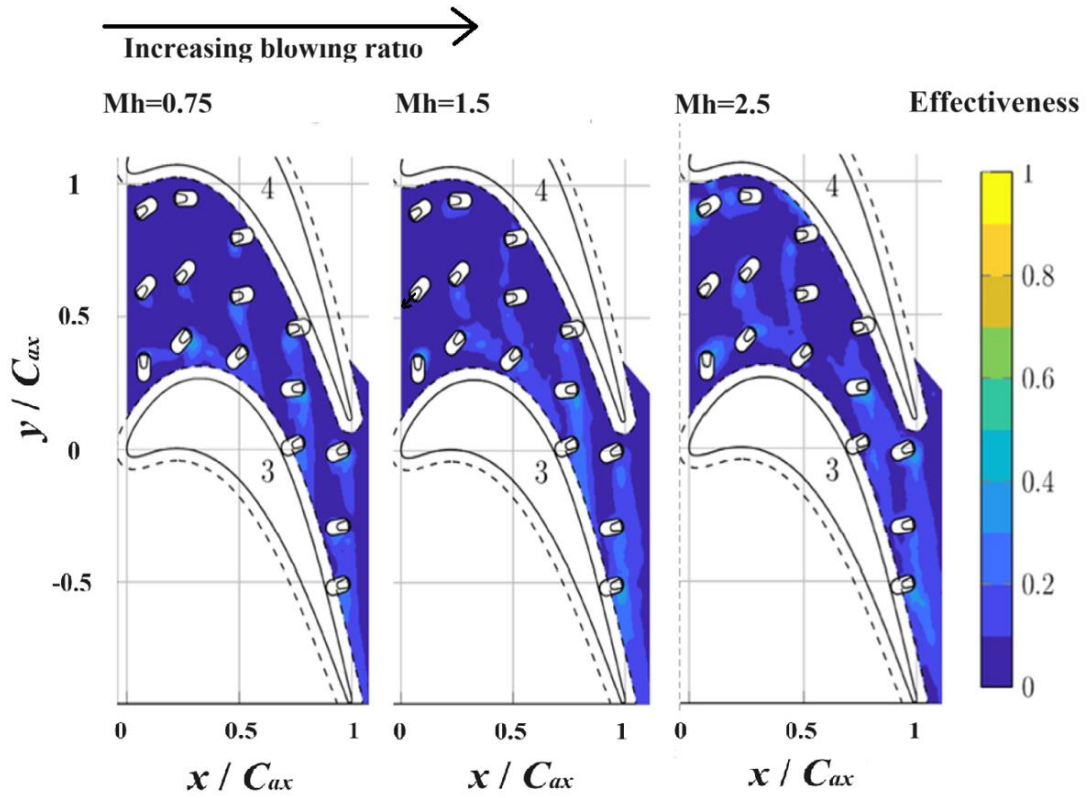 Increasing blowing ratio
Mh=0.75 Mh=1.5 Mh=2.5 Effectiveness
4 4 4
1 1
0.8
0.5 0.6
y / Cax
0.4
0 3 3 3
-0.5 0.2
0
0 0.5 1 0 0.5 1 0 0.5 1
x / Cax x / Cax x / Cax